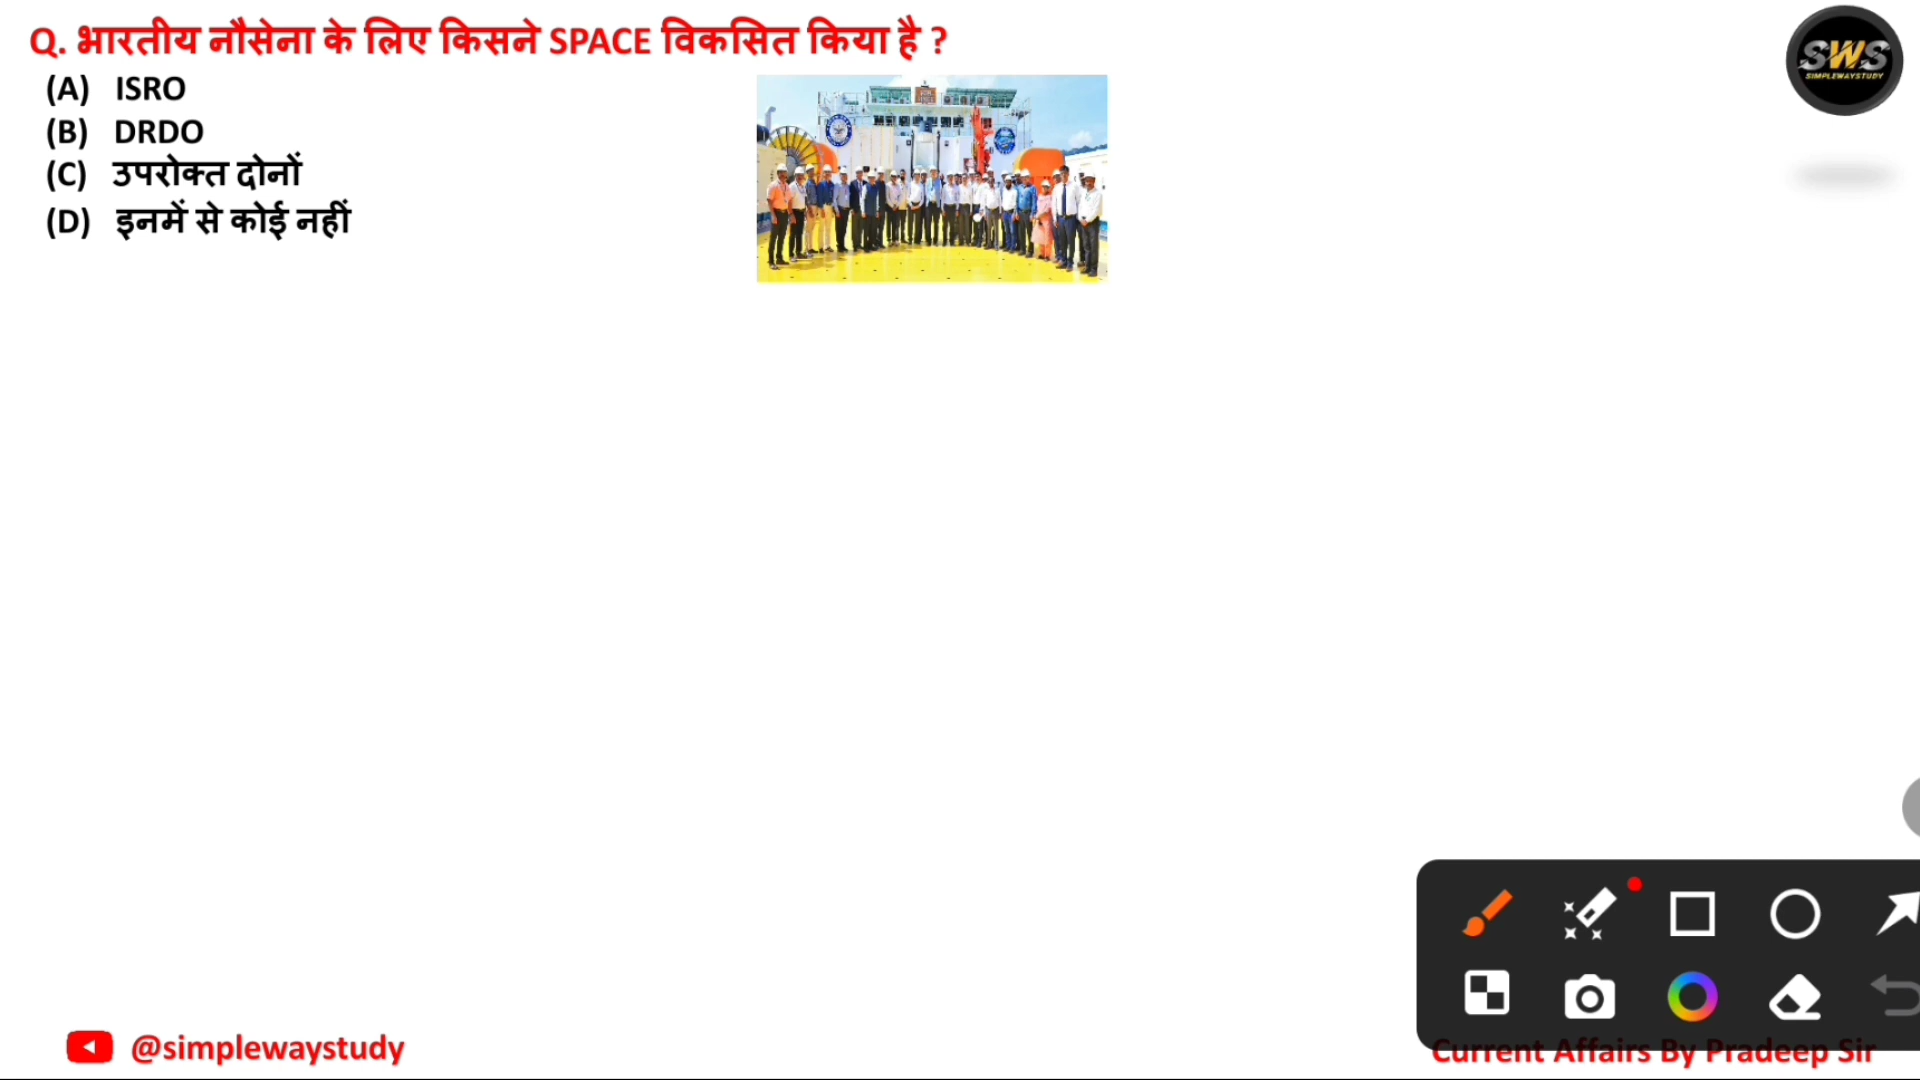 Q. भारतीय नौसेना के लिए किसने SPACE विकसित किया है ?
(A) ISRO
(B) DRDO
(C) उपरोक्त दोनों
(D) इनमें से कोई नहीं
SWS
SIMPLEWAYSTUDY
@simplewaystudy
Current Affairs By Pradeep Sir